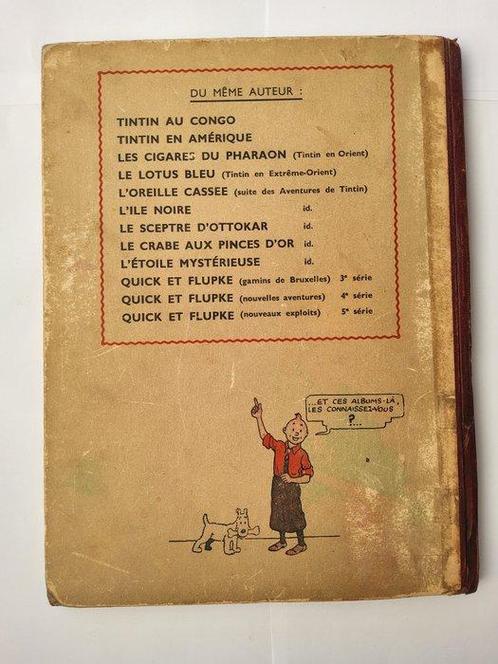 DU MÊME AUTEUR :
TINTIN AU CONGO
TINTIN EN AMÉRIQUE
LES CIGARES DU PHARAON (Tintin en Orient)
LE LOTUS BLEU (Tintin en Extrême-Orient)
L'OREILLE CASSEE (suite des Aventures de Tintin)
L'ILE NOIRE id.
LE SCEPTRE D'OTTOKAR id.
LE CRABE AUX PINCES D'OR id.
L'ÉTOILE MYSTÉRIEUSE id.
QUICK ET FLUPKE (gamins de Bruxelles) 3e série
QUICK ET FLUPKE (nouvelles aventures) 4e série
QUICK ET FLUPKE (nouveaux exploits) 5e série
...ET CES ALBUMS-LÀ,
LES CONNAISSEZ-VOUS
?...